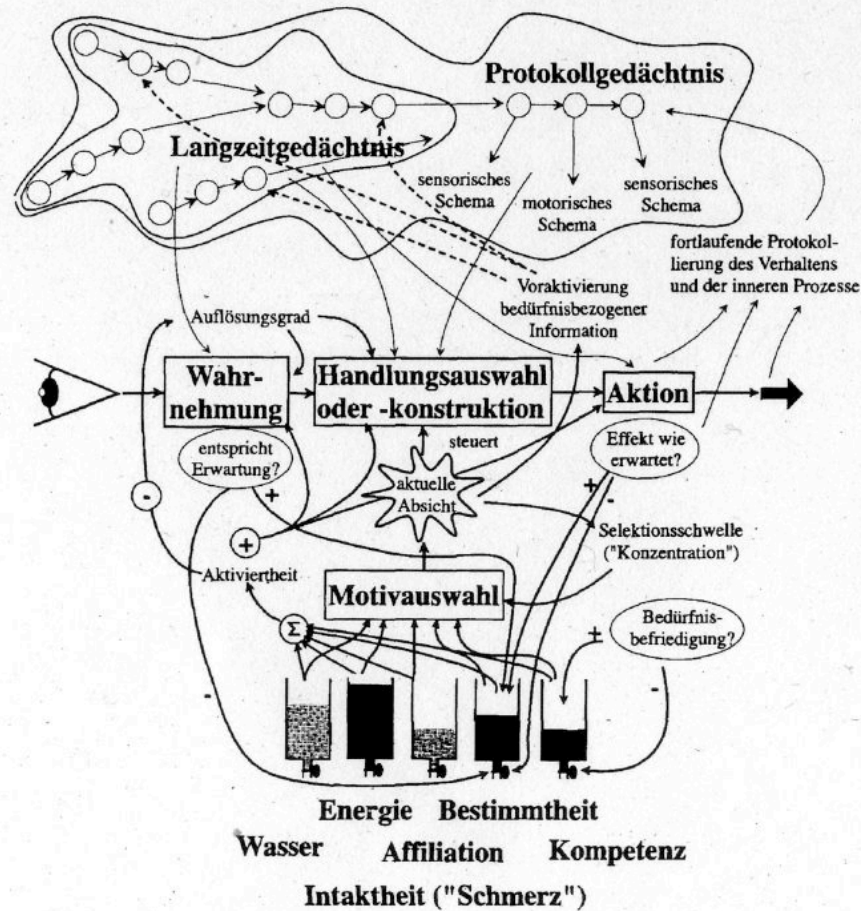 Protokollgedächtnis
Langzeitgedächtnis
sensorisches
Schema
motorisches
Schema
sensorisches
Schema
fortlaufende Protokol-
lierung des Verhaltens
und der inneren Prozesse
Voraktivierung
bedürfnisbezogener
Information
Auflösungsgrad
Wahr-
nehmung
Handlungsauswahl
oder -konstruktion
Aktion
entspricht
Erwartung?
steuert
Effekt wie
erwartet?
+
+
-
-
aktuelle
Absicht
+
Selektionsschwelle
("Konzentration")
Aktiviertheit
Motivauswahl
Bedürfnis-
befriedigung?
Σ
±
-
-
Energie Bestimmtheit
Wasser Affiliation Kompetenz
Intaktheit ("Schmerz")